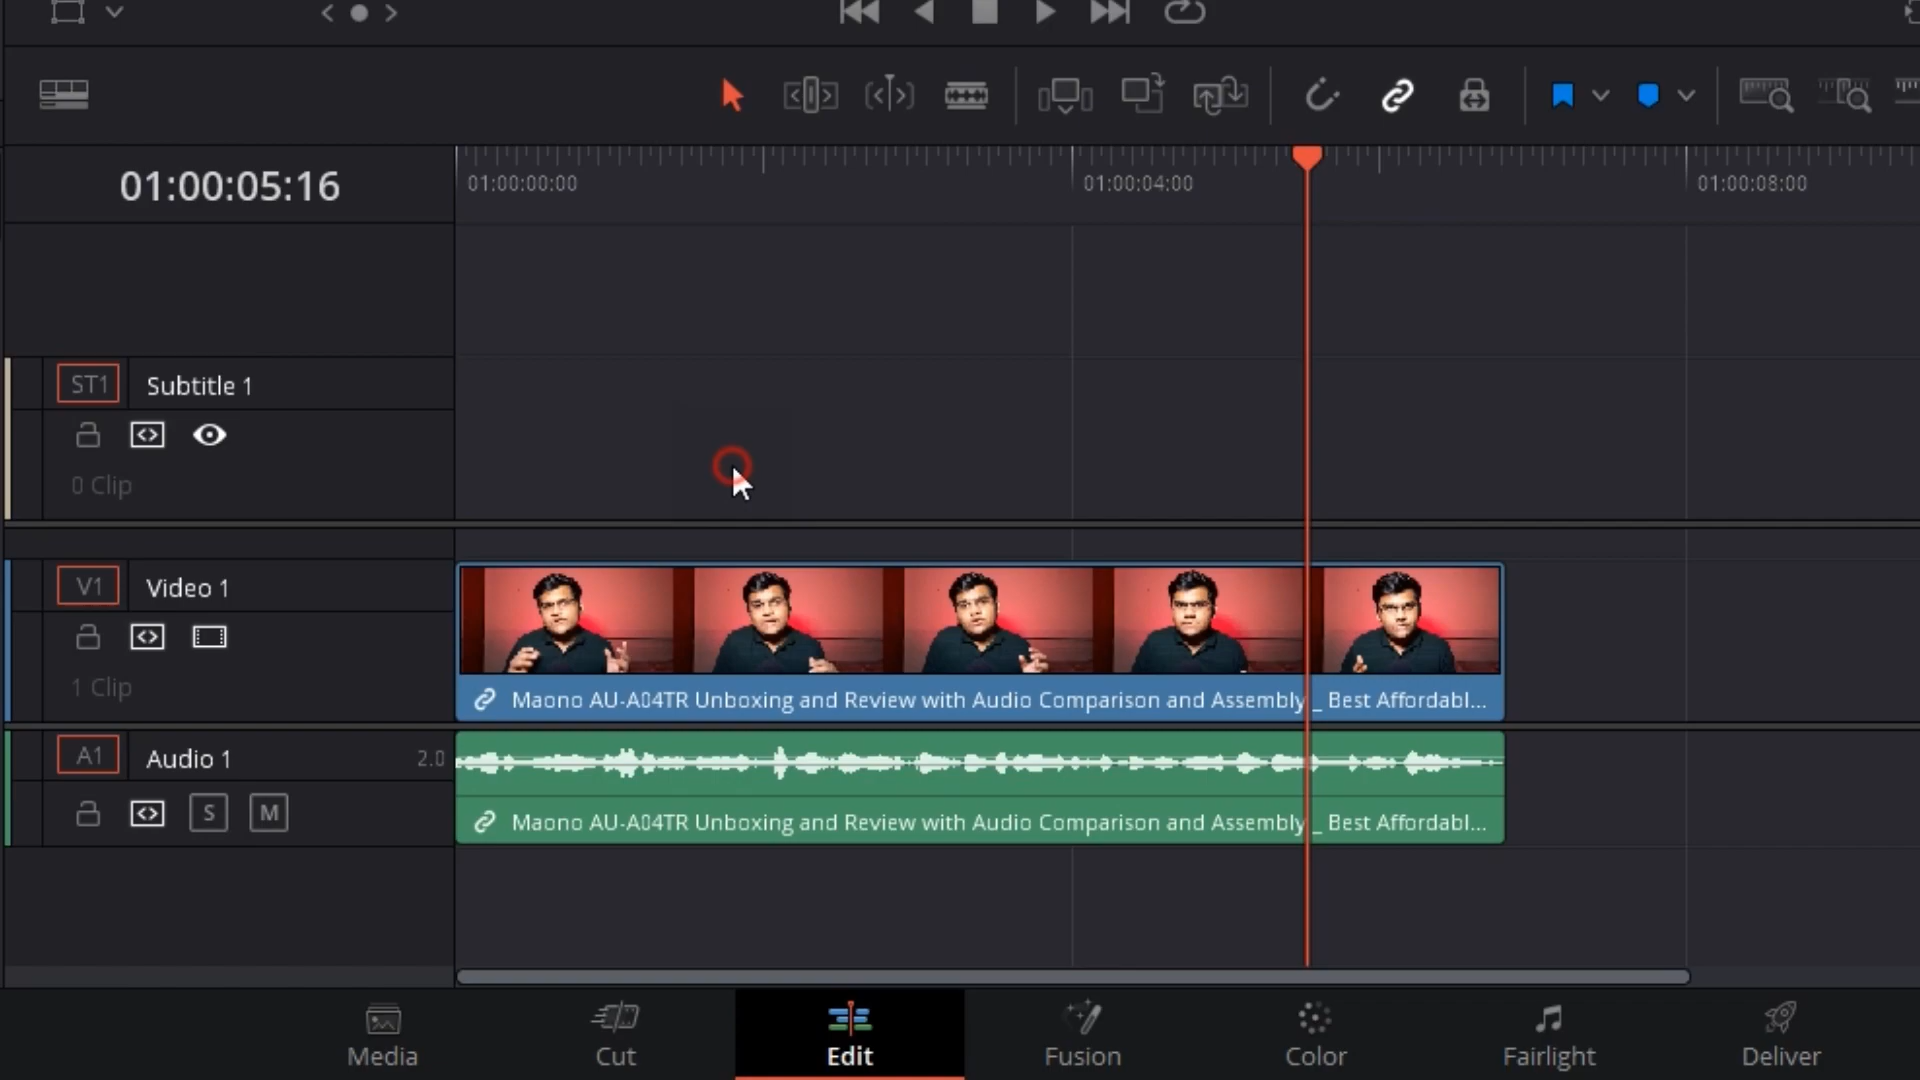 01:00:05:16
01:00:00:00
01:00:04:00
01:00:08:00
ST1 Subtitle 1
0 Clip
V1 Video 1
1 Clip
Maono AU-A04TR Unboxing and Review with Audio Comparison and Assembly _ Best Affordabl...
A1 Audio 1 2.0
S M
Maono AU-A04TR Unboxing and Review with Audio Comparison and Assembly _ Best Affordabl...
Media Cut Edit Fusion Color Fairlight Deliver